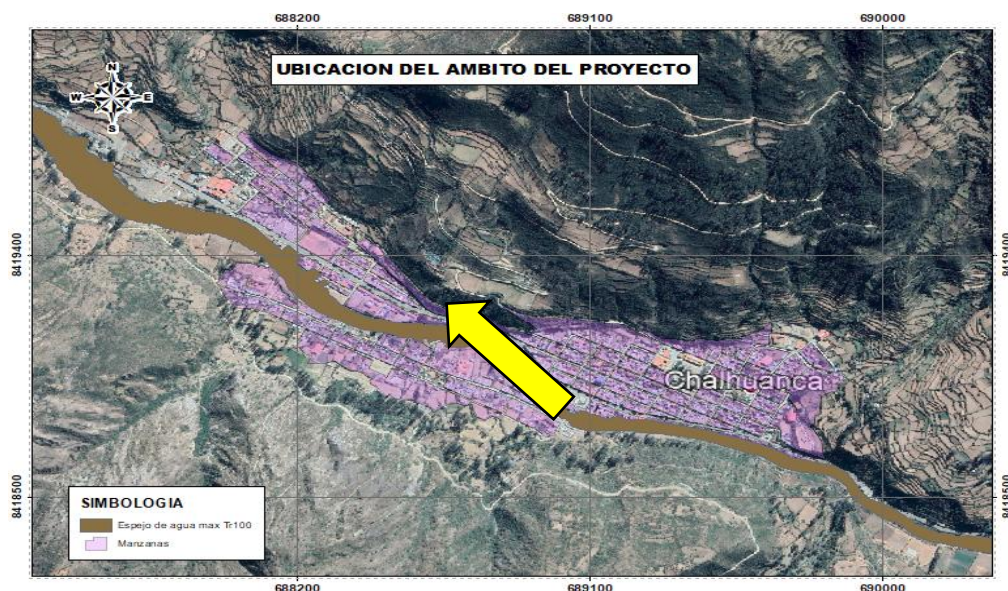 688200 689100 690000
UBICACION DEL AMBITO DEL PROYECTO
N
W E
S
8419400 8419400
Chalhuanca
8418500 8418500
SIMBOLOGIA
Espejo de agua max Tr100
Manzanas
688200 689100 690000